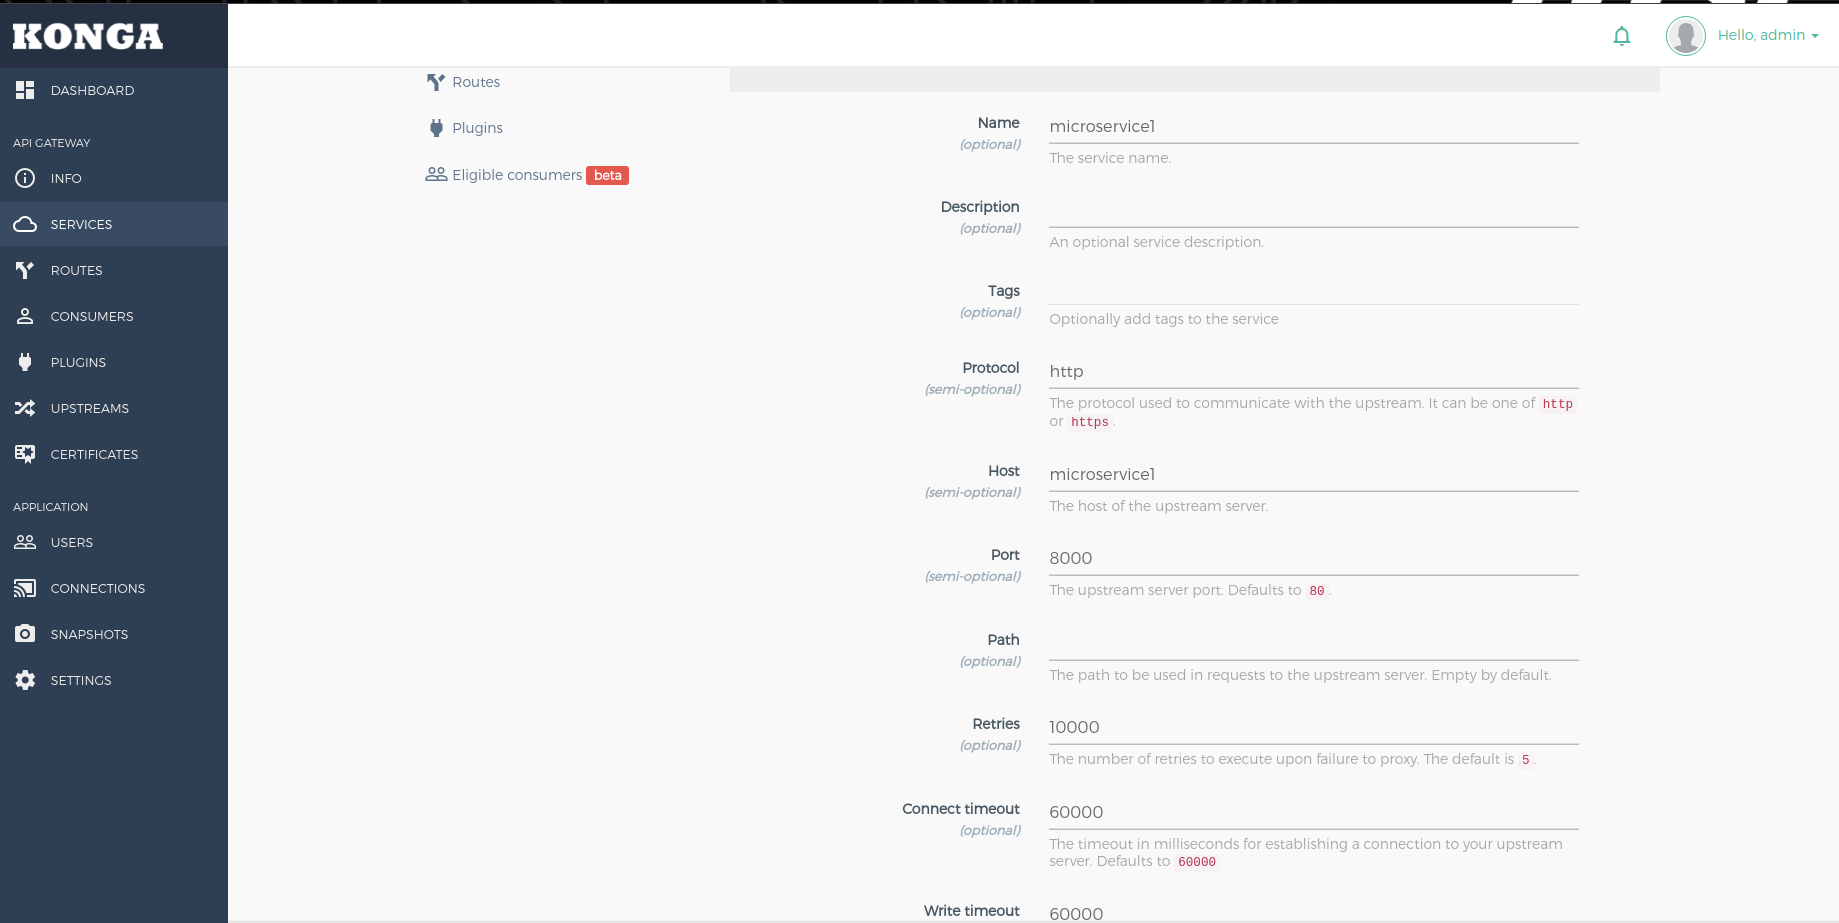 KONGA
Hello, admin
DASHBOARD
API GATEWAY
INFO
SERVICES
ROUTES
CONSUMERS
PLUGINS
UPSTREAMS
CERTIFICATES
APPLICATION
USERS
CONNECTIONS
SNAPSHOTS
SETTINGS
Routes
Plugins
Eligible consumers beta
Name
(optional)
microservice1
The service name.
Description
(optional)
An optional service description.
Tags
(optional)
Optionally add tags to the service
Protocol
(semi-optional)
http
The protocol used to communicate with the upstream. It can be one of http
or https.
Host
(semi-optional)
microservice1
The host of the upstream server.
Port
(semi-optional)
8000
The upstream server port. Defaults to 80.
Path
(optional)
The path to be used in requests to the upstream server. Empty by default.
Retries
(optional)
10000
The number of retries to execute upon failure to proxy. The default is 5.
Connect timeout
(optional)
60000
The timeout in milliseconds for establishing a connection to your upstream
server. Defaults to 60000
Write timeout
60000